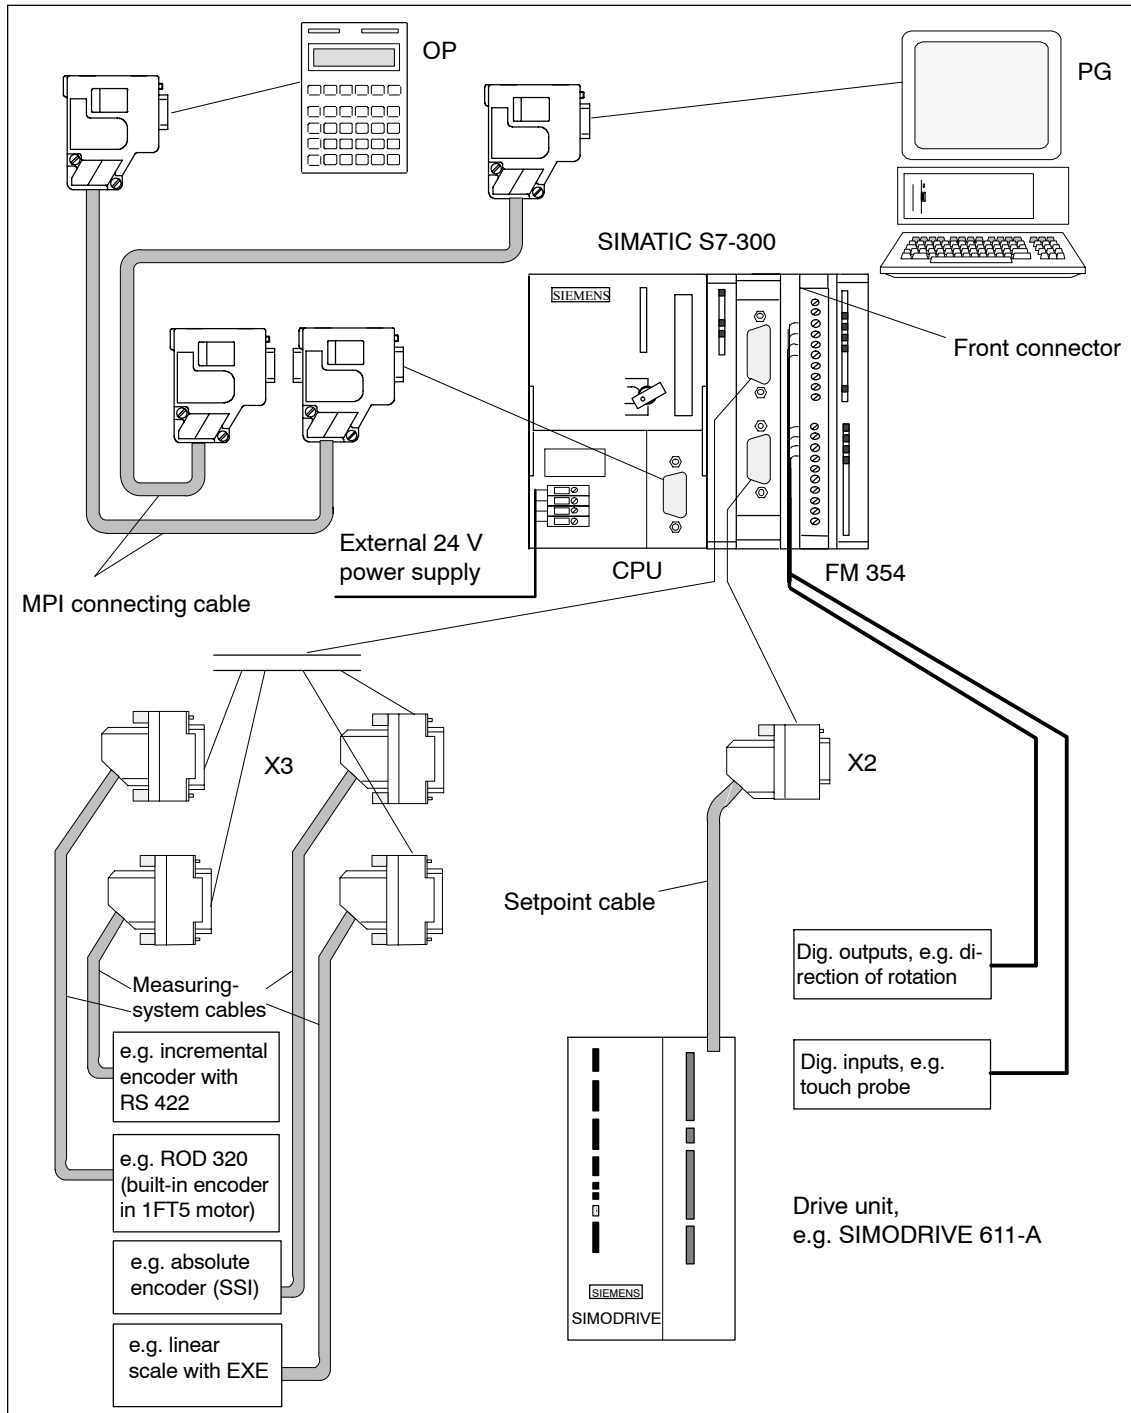 OP
PG
SIMATIC S7-300
SIEMENS
Front connector
External 24 V
power supply
CPU
FM 354
MPI connecting cable
X3
X2
Setpoint cable
Measuring-
system cables
Dig. outputs, e.g. di-
rection of rotation
e.g. incremental
encoder with
RS 422
Dig. inputs, e.g.
touch probe
e.g. ROD 320
(built-in encoder
in 1FT5 motor)
Drive unit,
e.g. SIMODRIVE 611-A
e.g. absolute
encoder (SSI)
SIEMENS
SIMODRIVE
e.g. linear
scale with EXE